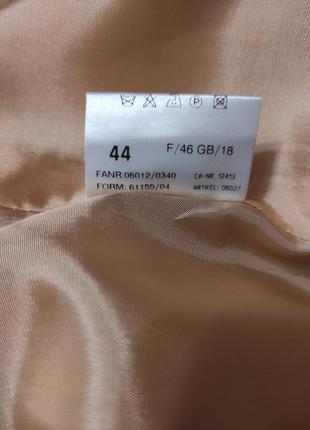 44 F/46 GB/18
FANR:06012/0340 CA-NR. 12413
FORM: 61155/04 ARTIKEL: 06027